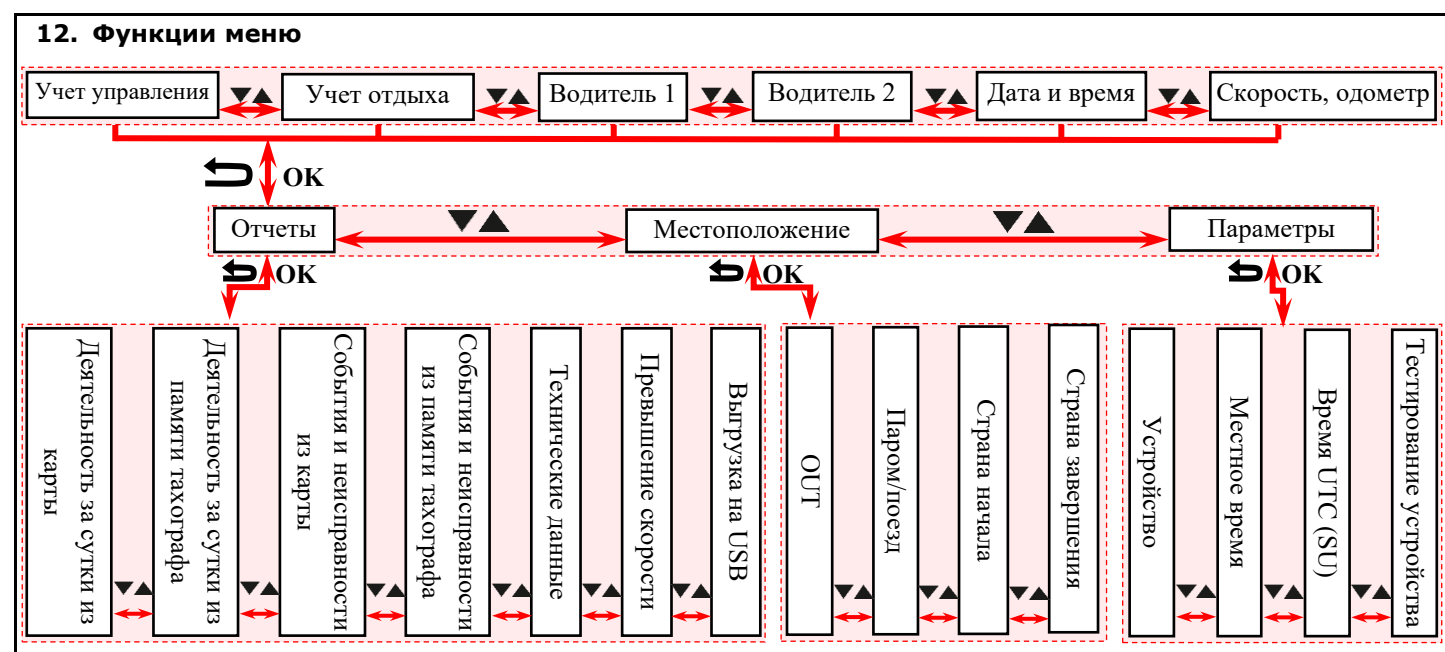 12. Функции меню
Учет управления
Учет отдыха
Водитель 1
Водитель 2
Дата и время
Скорость, одометр
OK
Отчеты
Местоположение
Параметры
OK
OK
OK
Деятельность за сутки из
карты
Деятельность за сутки из
памяти тахографа
События и неисправности
из карты
События и неисправности
из памяти тахографа
Технические данные
Превышение скорости
Выгрузка на USB
OUT
Паром/поезд
Страна начала
Страна завершения
Устройство
Местное время
Время UTC (SU)
Тестирование устройства